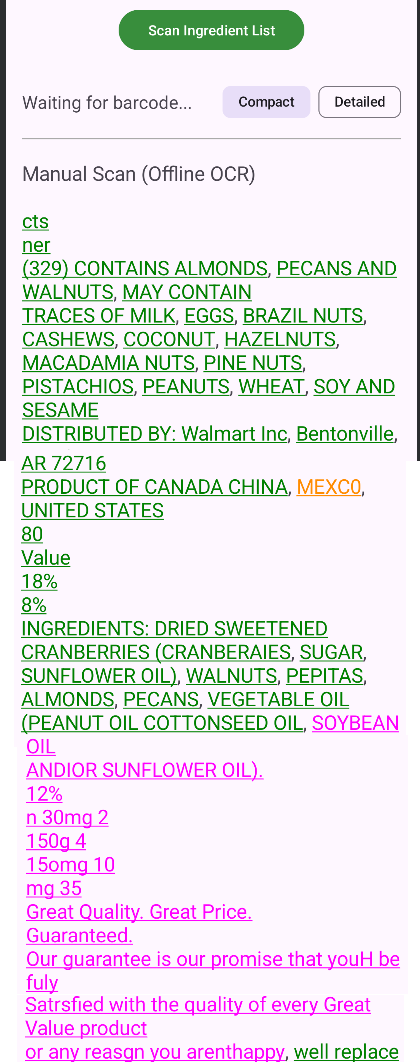 Scan Ingredient List
Waiting for barcode...
Compact
Detailed
Manual Scan (Offline OCR)
cts
ner
(329) CONTAINS ALMONDS, PECANS AND
WALNUTS, MAY CONTAIN
TRACES OF MILK, EGGS, BRAZIL NUTS,
CASHEWS, COCONUT, HAZELNUTS,
MACADAMIA NUTS, PINE NUTS,
PISTACHIOS, PEANUTS, WHEAT, SOY AND
SESAME
DISTRIBUTED BY: Walmart Inc, Bentonville,
AR 72716
PRODUCT OF CANADA CHINA, MEXC0,
UNITED STATES
80
Value
18%
8%
INGREDIENTS: DRIED SWEETENED
CRANBERRIES (CRANBERAIES, SUGAR,
SUNFLOWER OIL), WALNUTS, PEPITAS,
ALMONDS, PECANS, VEGETABLE OIL
(PEANUT OIL COTTONSEED OIL, SOYBEAN
OIL
ANDIOR SUNFLOWER OIL).
12%
n 30mg 2
150g 4
15omg 10
mg 35
Great Quality. Great Price.
Guaranteed.
Our guarantee is our promise that youH be
fuly
Satrsfied with the quality of every Great
Value product
or any reasgn you arenthappy, well replace